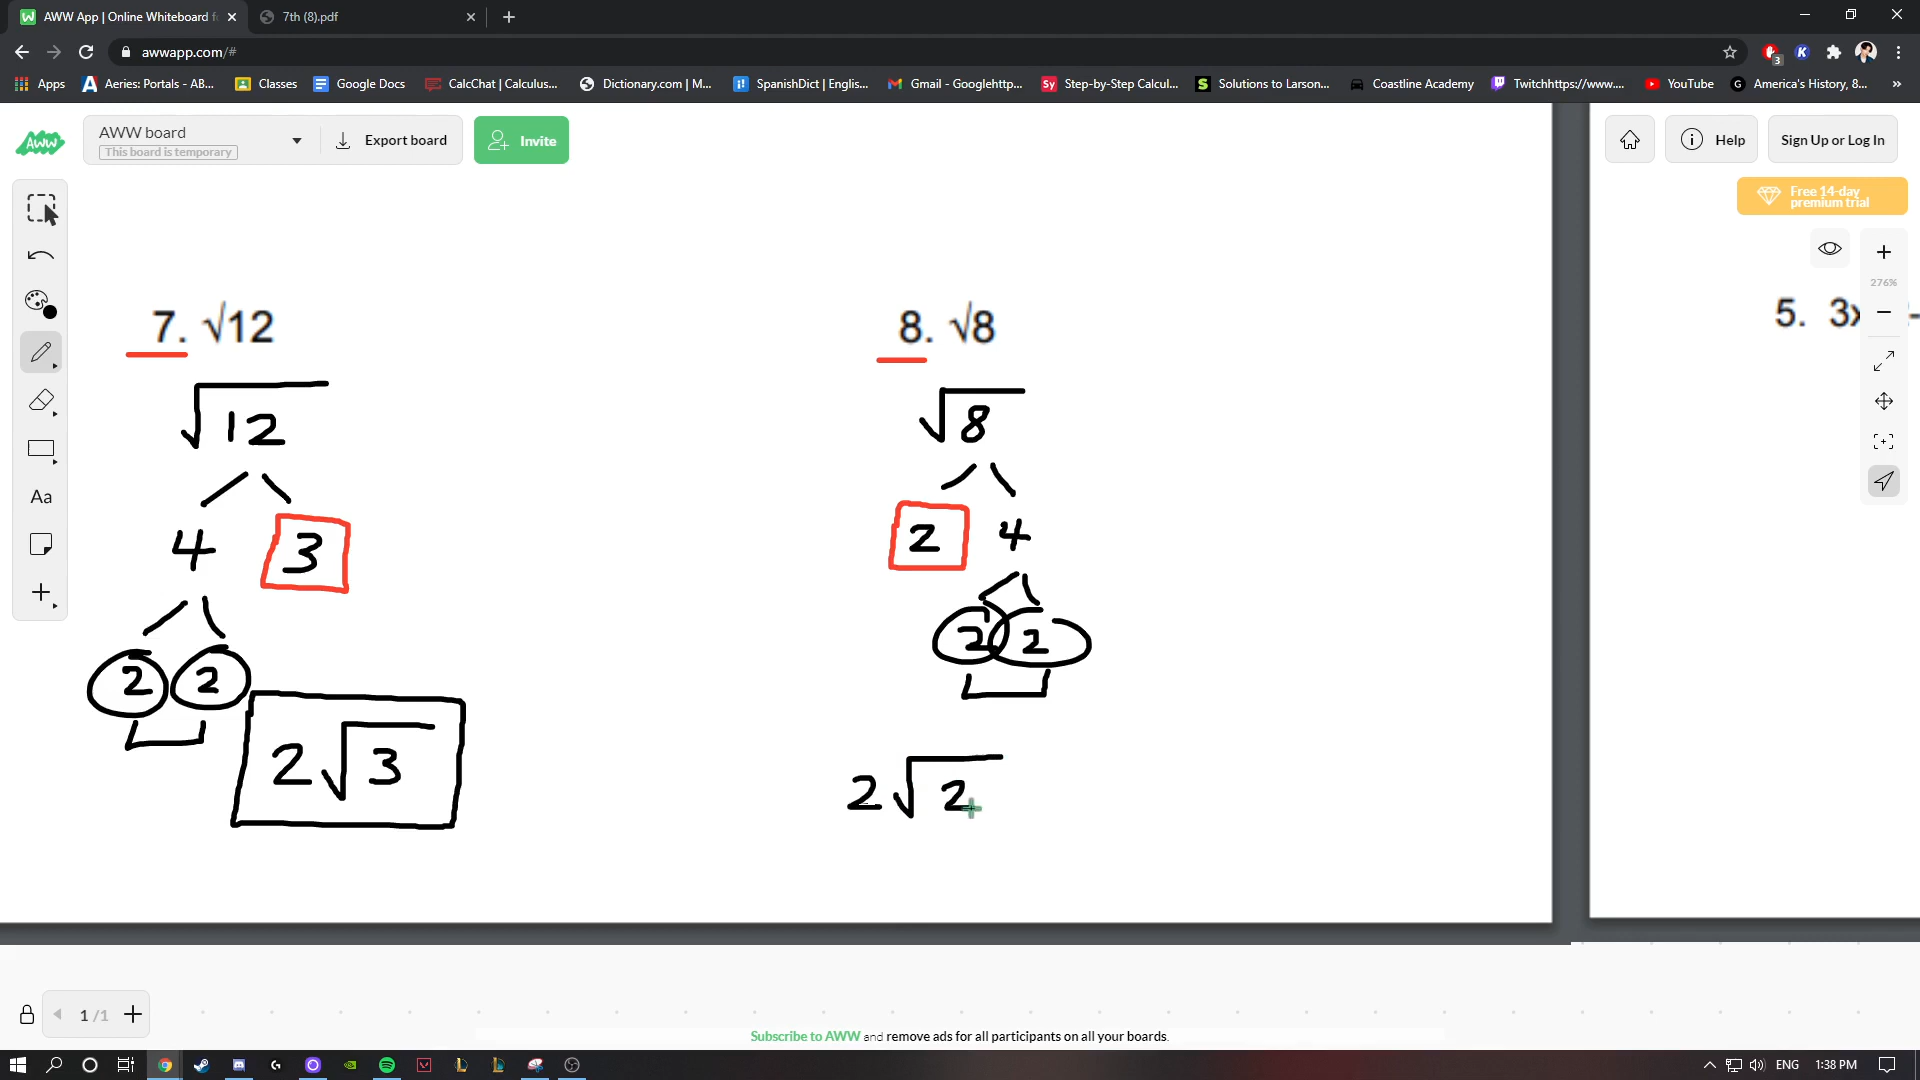 AWW App | Online Whiteboard f
7th (8).pdf
awwapp.com/#
3
Apps
Aeries: Portals - AB...
Classes
Google Docs
CalcChat | Calculus...
Dictionary.com | M...
SpanishDict | Englis...
Gmail - Googlehttp...
Sy Step-by-Step Calcul...
Solutions to Larson...
Coastline Academy
Twitchhttps://www....
YouTube
America's History, 8...
»
AWW
AWW board
This board is temporary
Export board
Invite
Help
Sign Up or Log In
Free 14-day
premium trial
276%
Aa
7. √12
8. √8
5. 3x
√12
√8
4 3
2 4
2 2
2 2
2√3
2√2
1 /1
Subscribe to AWW and remove ads for all participants on all your boards.
ENG
1:38 PM